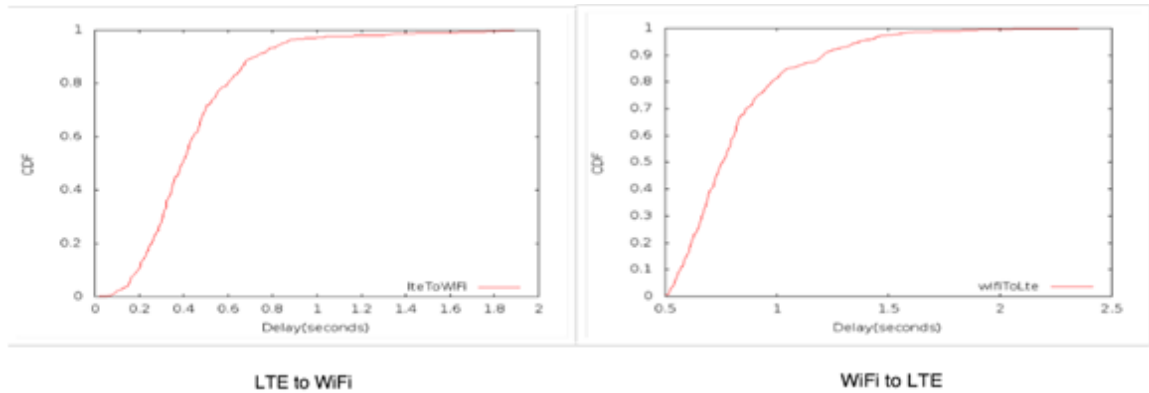 1
0.8
0.6
0.4
0.2
0
CDF
0 0.2 0.4 0.6 0.8 1 1.2 1.4 1.6 1.8 2
Delay(seconds)
lteToWiFi
LTE to WiFi
1
0.9
0.8
0.7
0.6
0.5
0.4
0.3
0.2
0.1
0
CDF
0.5 1 1.5 2 2.5
Delay(seconds)
wifiToLte
WiFi to LTE